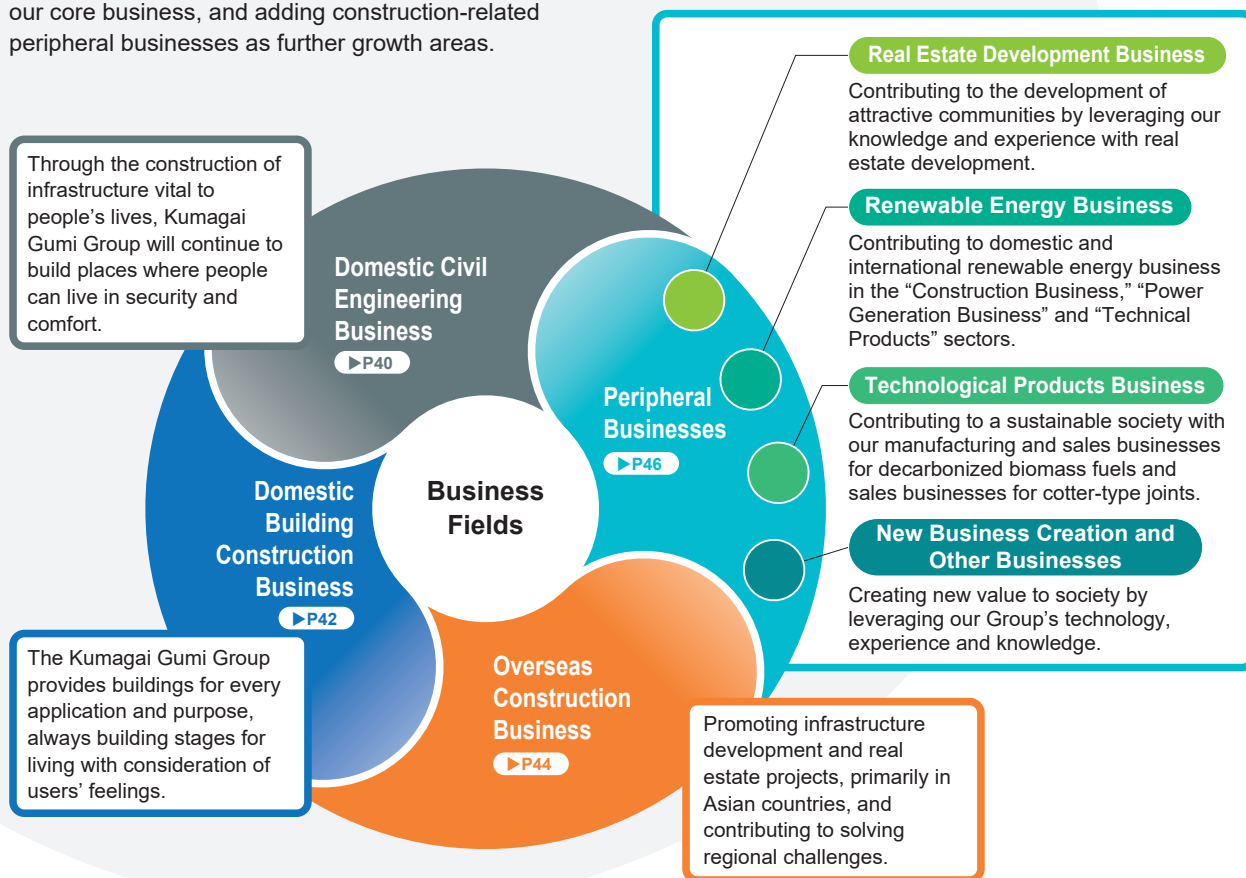 our core business, and adding construction-related
peripheral businesses as further growth areas.
Through the construction of
infrastructure vital to
people’s lives, Kumagai
Gumi Group will continue to
build places where people
can live in security and
comfort.
Domestic Civil
Engineering
Business
▶P40
Domestic
Building
Construction
Business
▶P42
The Kumagai Gumi Group
provides buildings for every
application and purpose,
always building stages for
living with consideration of
users’ feelings.
Business
Fields
Overseas
Construction
Business
▶P44
Promoting infrastructure
development and real
estate projects, primarily in
Asian countries, and
contributing to solving
regional challenges.
Peripheral
Businesses
▶P46
Real Estate Development Business
Contributing to the development of
attractive communities by leveraging our
knowledge and experience with real
estate development.
Renewable Energy Business
Contributing to domestic and
international renewable energy business
in the “Construction Business,” “Power
Generation Business” and “Technical
Products” sectors.
Technological Products Business
Contributing to a sustainable society with
our manufacturing and sales businesses
for decarbonized biomass fuels and
sales businesses for cotter-type joints.
New Business Creation and
Other Businesses
Creating new value to society by
leveraging our Group’s technology,
experience and knowledge.